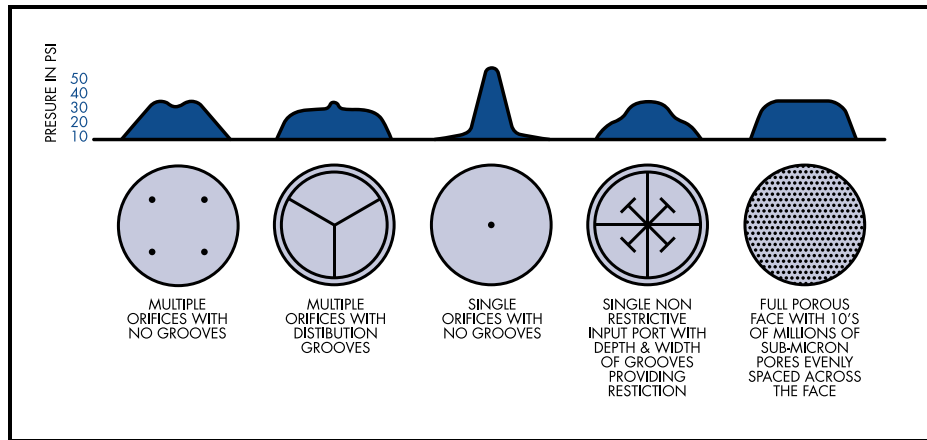 PRESURE IN PSI
50
40
30
20
10
MULTIPLE
ORIFICES WITH
NO GROOVES
MULTIPLE
ORIFICES WITH
DISTIBUTION
GROOVES
SINGLE
ORIFICES WITH
NO GROOVES
SINGLE NON
RESTRICTIVE
INPUT PORT WITH
DEPTH & WIDTH
OF GROOVES
PROVIDING
RESTICTION
FULL POROUS
FACE WITH 10'S
OF MILLIONS OF
SUB-MICRON
PORES EVENLY
SPACED ACROSS
THE FACE